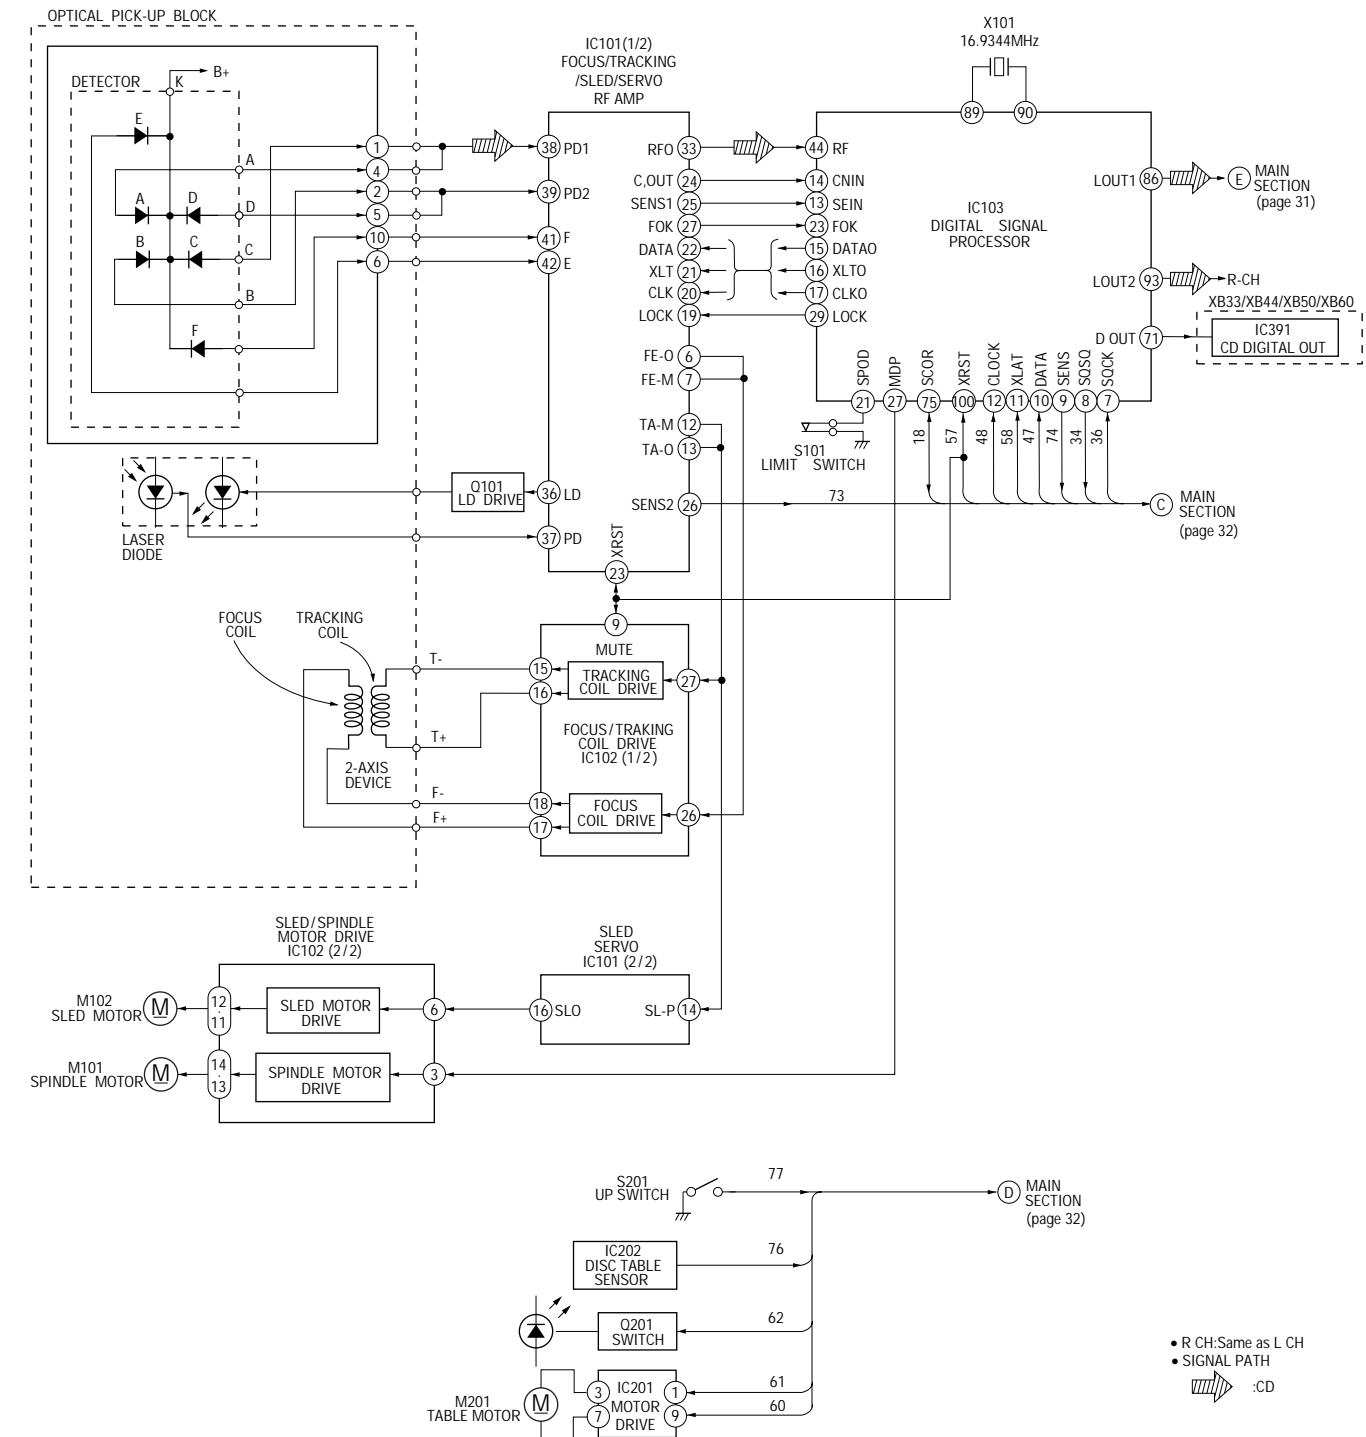 OPTICAL PICK-UP BLOCK
DETECTOR
K
B+
E
A
D
A
D
B
C
C
B
F
1
4
2
5
10
6
IC101(1/2)
FOCUS/TRACKING
/SLED/SERVO
RF AMP
38 PD1
39 PD2
41 F
42 E
36 LD
37 PD
RFO 33
C,OUT 24
SENS1 25
FOK 27
DATA 22
XLT 21
CLK 20
LOCK 19
FE-O 6
FE-M 7
TA-M 12
TA-O 13
SENS2 26
XRST
23
X101
16.9344MHz
89
90
44 RF
14 CNIN
13 SEIN
23 FOK
15 DATAO
16 XLTO
17 CLKO
29 LOCK
IC103
DIGITAL SIGNAL
PROCESSOR
LOUT1 86
E
MAIN
SECTION
(page 31)
LOUT2 93
R-CH
XB33/XB44/XB50/XB60
D OUT 71
IC391
CD DIGITAL OUT
SPOD
MDP
SCOR
XRST
CLOCK
XLAT
DATA
SENS
SQSQ
SQCK
21
27
75
100
12
11
10
9
8
7
18
57
48
58
47
74
34
36
S101
LIMIT SWITCH
73
C
MAIN
SECTION
(page 32)
Q101
LD DRIVE
LASER
DIODE
FOCUS
COIL
TRACKING
COIL
2-AXIS
DEVICE
T-
T+
F-
F+
9
MUTE
15
16
TRACKING
COIL DRIVE
27
FOCUS/TRAKING
COIL DRIVE
IC102 (1/2)
18
17
FOCUS
COIL DRIVE
26
SLED/SPINDLE
MOTOR DRIVE
IC102 (2/2)
M102
SLED MOTOR
M
12
11
SLED MOTOR
DRIVE
6
M101
SPINDLE MOTOR
M
14
13
SPINDLE MOTOR
DRIVE
3
SLED
SERVO
IC101 (2/2)
16 SLO
SL-P 14
S201
UP SWITCH
77
D
MAIN
SECTION
(page 32)
IC202
DISC TABLE
SENSOR
76
Q201
SWITCH
62
M201
TABLE MOTOR
M
3
7
IC201
MOTOR
DRIVE
1
9
61
60
• R CH:Same as L CH
• SIGNAL PATH
:CD